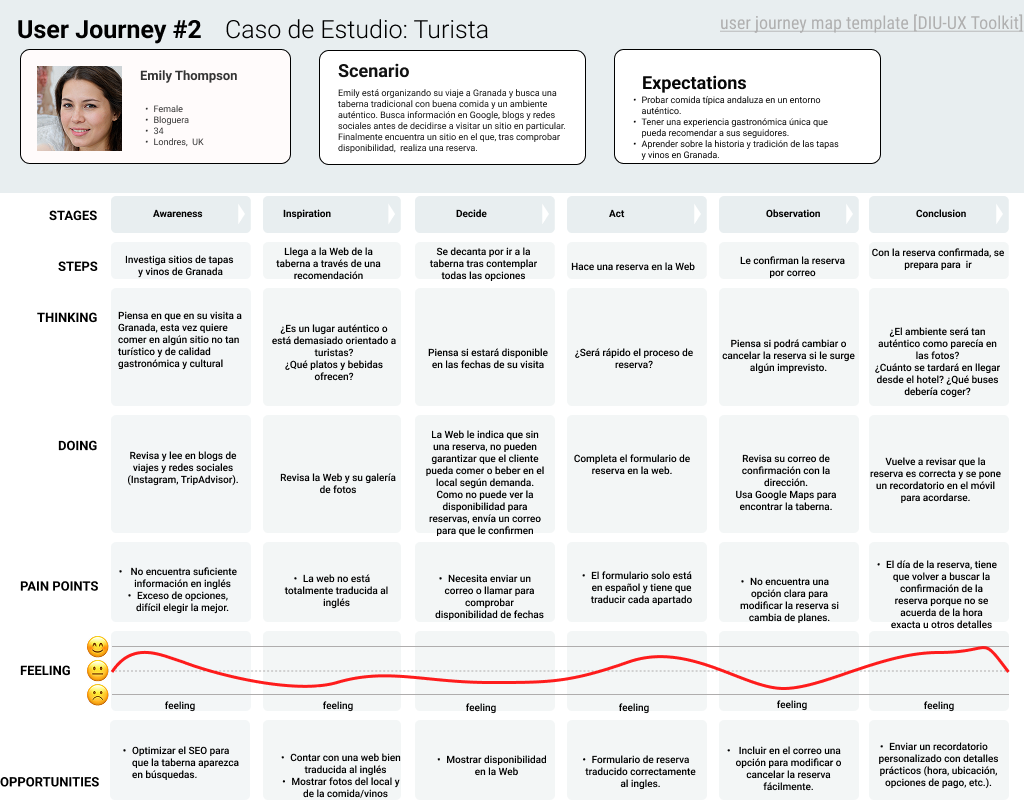 User Journey #2 Caso de Estudio: Turista
user journey map template [DIU-UX Toolkit]
Emily Thompson
• Female
• Bloguera
• 34
• Londres, UK
Scenario
Emily está organizando su viaje a Granada y busca una
taberna tradicional con buena comida y un ambiente
auténtico. Busca información en Google, blogs y redes
sociales antes de decidirse a visitar un sitio en particular.
Finalmente encuentra un sitio en el que, tras comprobar
disponibilidad, realiza una reserva.
Expectations
• Probar comida típica andaluza en un entorno
auténtico.
• Tener una experiencia gastronómica única que
pueda recomendar a sus seguidores.
• Aprender sobre la historia y tradición de las tapas
y vinos en Granada.
STAGES
Awareness
Inspiration
Decide
Act
Observation
Conclusion
STEPS
Investiga sitios de tapas
y vinos de Granada
Llega a la Web de la
taberna a través de una
recomendación
Se decanta por ir a la
taberna tras contemplar
todas las opciones
Hace una reserva en la Web
Le confirman la reserva
por correo
Con la reserva confirmada, se
prepara para ir
THINKING
Piensa en que en su visita a
Granada, esta vez quiere
comer en algún sitio no tan
turístico y de calidad
gastronómica y cultural
¿Es un lugar auténtico o
está demasiado orientado a
turistas?
¿Qué platos y bebidas
ofrecen?
Piensa si estará disponible
en las fechas de su visita
¿Será rápido el proceso de
reserva?
Piensa si podrá cambiar o
cancelar la reserva si le surge
algún imprevisto.
¿El ambiente será tan
auténtico como parecía en
las fotos?
¿Cuánto se tardará en llegar
desde el hotel? ¿Qué buses
debería coger?
DOING
Revisa y lee en blogs de
viajes y redes sociales
(Instagram, TripAdvisor).
Revisa la Web y su galería
de fotos
La Web le indica que sin
una reserva, no pueden
garantizar que el cliente
pueda comer o beber en el
local según demanda.
Como no puede ver la
disponibilidad para
reservas, envía un correo
para que le confirmen
Completa el formulario de
reserva en la web.
Revisa su correo de
confirmación con la
dirección.
Usa Google Maps para
encontrar la taberna.
Vuelve a revisar que la
reserva es correcta y se pone
un recordatorio en el móvil
para acordarse.
PAIN POINTS
• No encuentra suficiente
información en inglés
• Exceso de opciones,
difícil elegir la mejor.
• La web no está
totalmente traducida al
inglés
• Necesita enviar un
correo o llamar para
comprobar
disponibilidad de fechas
• El formulario solo está
en español y tiene que
traducir cada apartado
• No encuentra una
opción clara para
modificar la reserva si
cambia de planes.
• El día de la reserva, tiene
que volver a buscar la
confirmación de la
reserva porque no se
acuerda de la hora
exacta u otros detalles
FEELING
feeling
feeling
feeling
feeling
feeling
feeling
OPPORTUNITIES
• Optimizar el SEO para
que la taberna aparezca
en búsquedas.
• Contar con una web bien
traducida al inglés
• Mostrar fotos del local y
de la comida/vinos
• Mostrar disponibilidad
en la Web
• Formulario de reserva
traducido correctamente
al ingles.
• Incluir en el correo una
opción para modificar o
cancelar la reserva
fácilmente.
• Enviar un recordatorio
personalizado con detalles
prácticos (hora, ubicación,
opciones de pago, etc.).